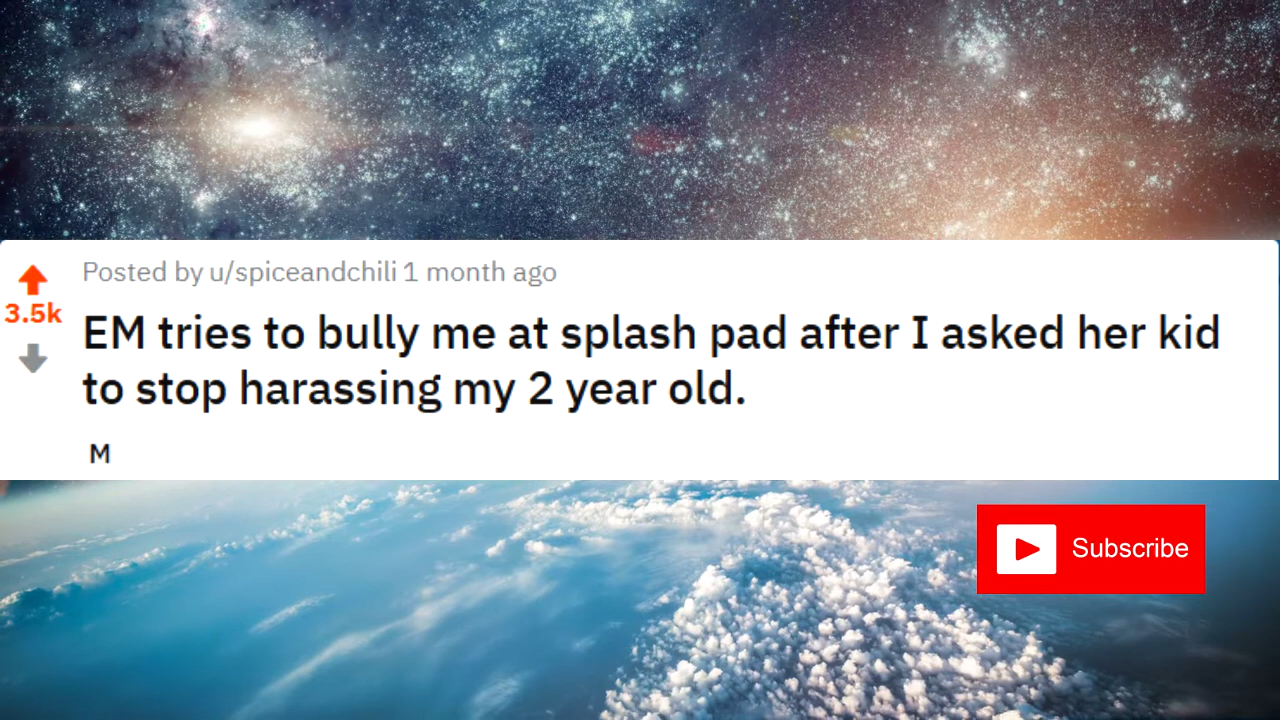 Posted by u/spiceandchili 1 month ago
3.5k
EM tries to bully me at splash pad after I asked her kid
to stop harassing my 2 year old.
M
Subscribe